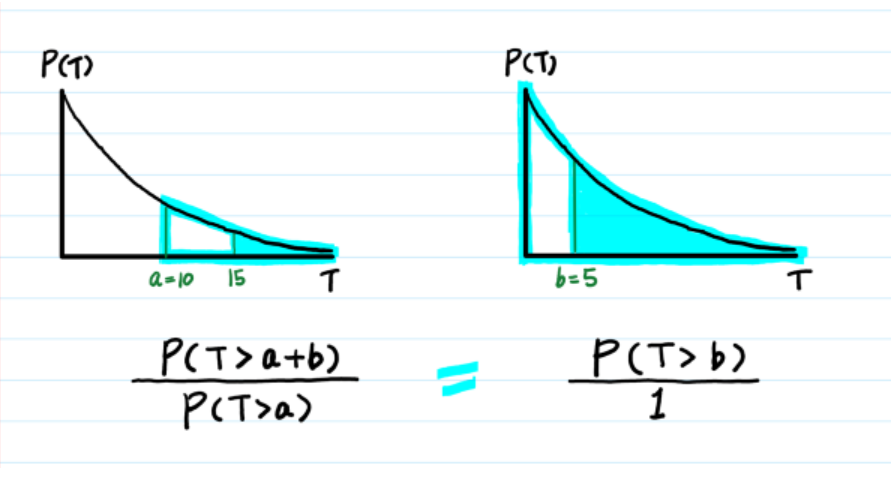 P(T) P(T)
a=10 15 T b=5 T
P(T>a+b) = P(T>b)
P(T>a) 1